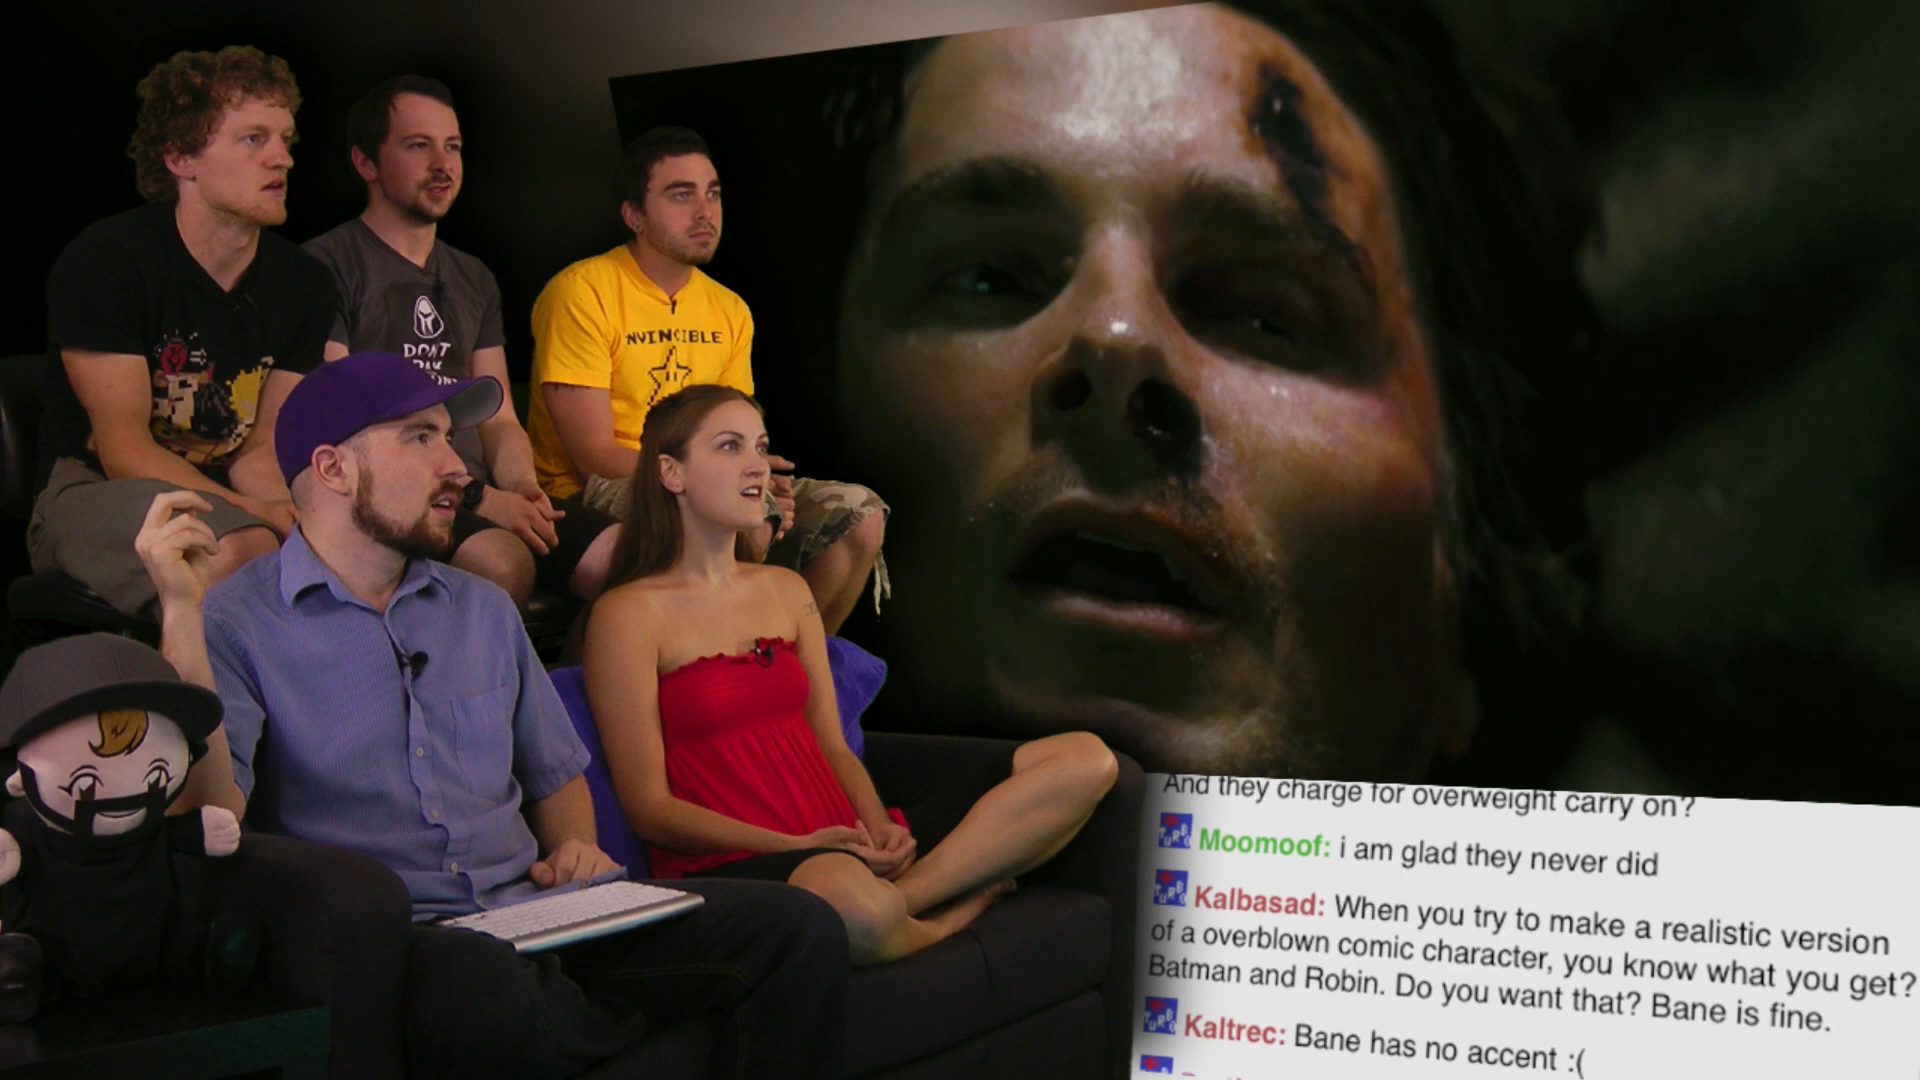 NVINCIBLE
DON'T
And they charge for overweight carry on?
Moomoof: i am glad they never did
Kalbasad: When you try to make a realistic version
of a overblown comic character, you know what you get?
Batman and Robin. Do you want that? Bane is fine.
Kaltrec: Bane has no accent :(